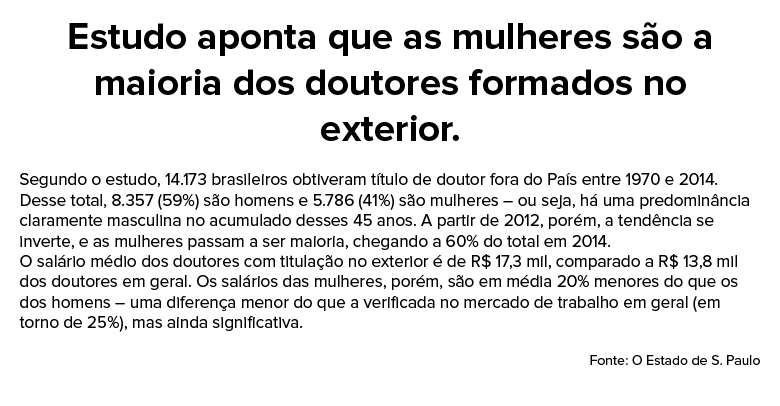 Estudo aponta que as mulheres são a
maioria dos doutores formados no
exterior.
Segundo o estudo, 14.173 brasileiros obtiveram título de doutor fora do País entre 1970 e 2014.
Desse total, 8.357 (59%) são homens e 5.786 (41%) são mulheres – ou seja, há uma predominância
claramente masculina no acumulado desses 45 anos. A partir de 2012, porém, a tendência se
inverte, e as mulheres passam a ser maioria, chegando a 60% do total em 2014.
O salário médio dos doutores com titulação no exterior é de R$ 17,3 mil, comparado a R$ 13,8 mil
dos doutores em geral. Os salários das mulheres, porém, são em média 20% menores do que os
dos homens – uma diferença menor do que a verificada no mercado de trabalho em geral (em
torno de 25%), mas ainda significativa.
Fonte: O Estado de S. Paulo